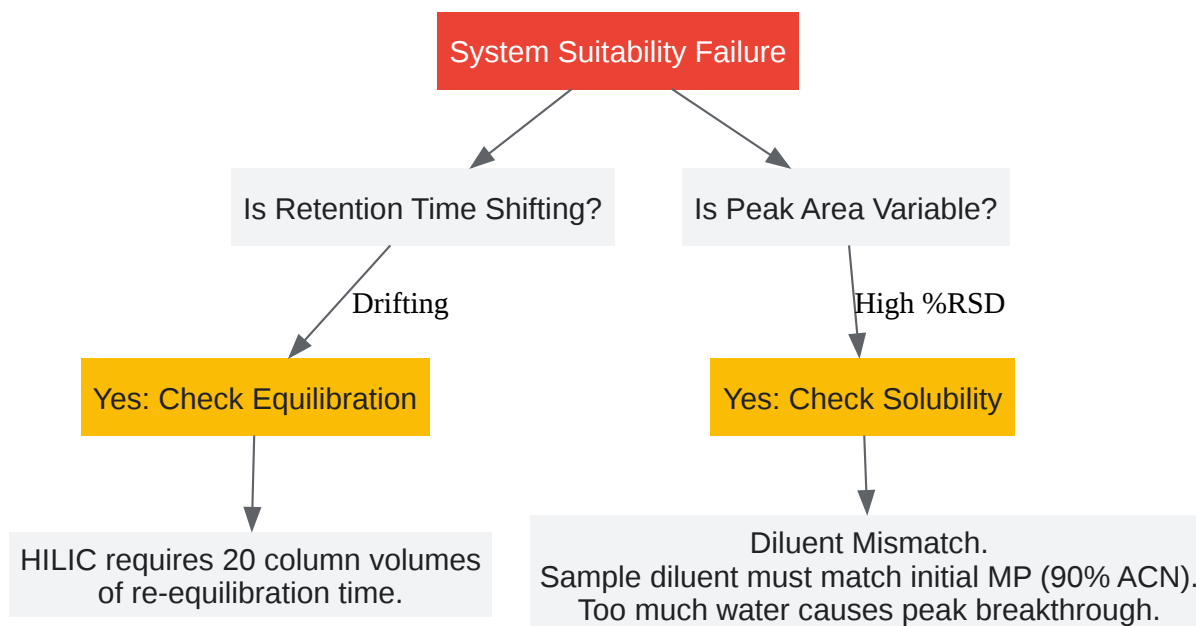 System Suitability Failure
Is Retention Time Shifting?
Is Peak Area Variable?
Drifting
High %RSD
Yes: Check Equilibration
Yes: Check Solubility
HILIC requires 20 column volumes
of re-equilibration time.
Diluent Mismatch.
Sample diluent must match initial MP (90% ACN).
Too much water causes peak breakthrough.